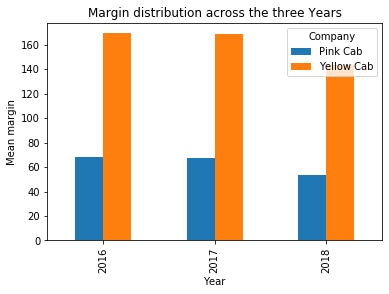 Margin distribution across the three Years
Company
Pink Cab
Yellow Cab
Mean margin
160
140
120
100
80
60
40
20
0
2016
2017
2018
Year